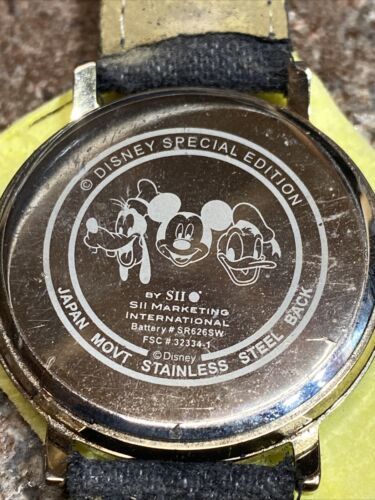 © DISNEY SPECIAL EDITION
BY SII
SII MARKETING
INTERNATIONAL
Battery # SR626SW
FSC # 32334-1
©Disney
JAPAN MOVT STAINLESS STEEL BACK